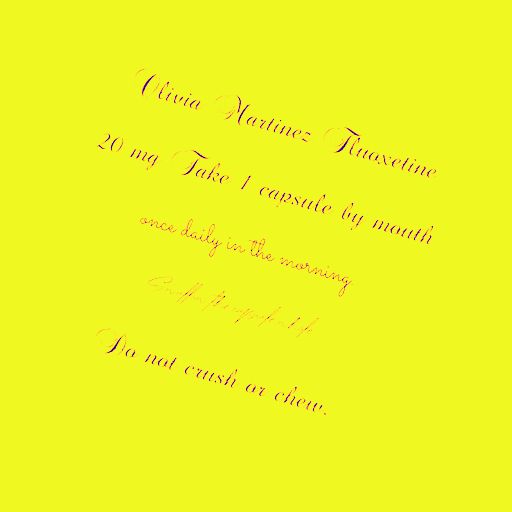 Olivia Martinez Fluoxetine
20 mg Take 1 capsule by mouth
once daily in the morning.
Do not crush or chew.